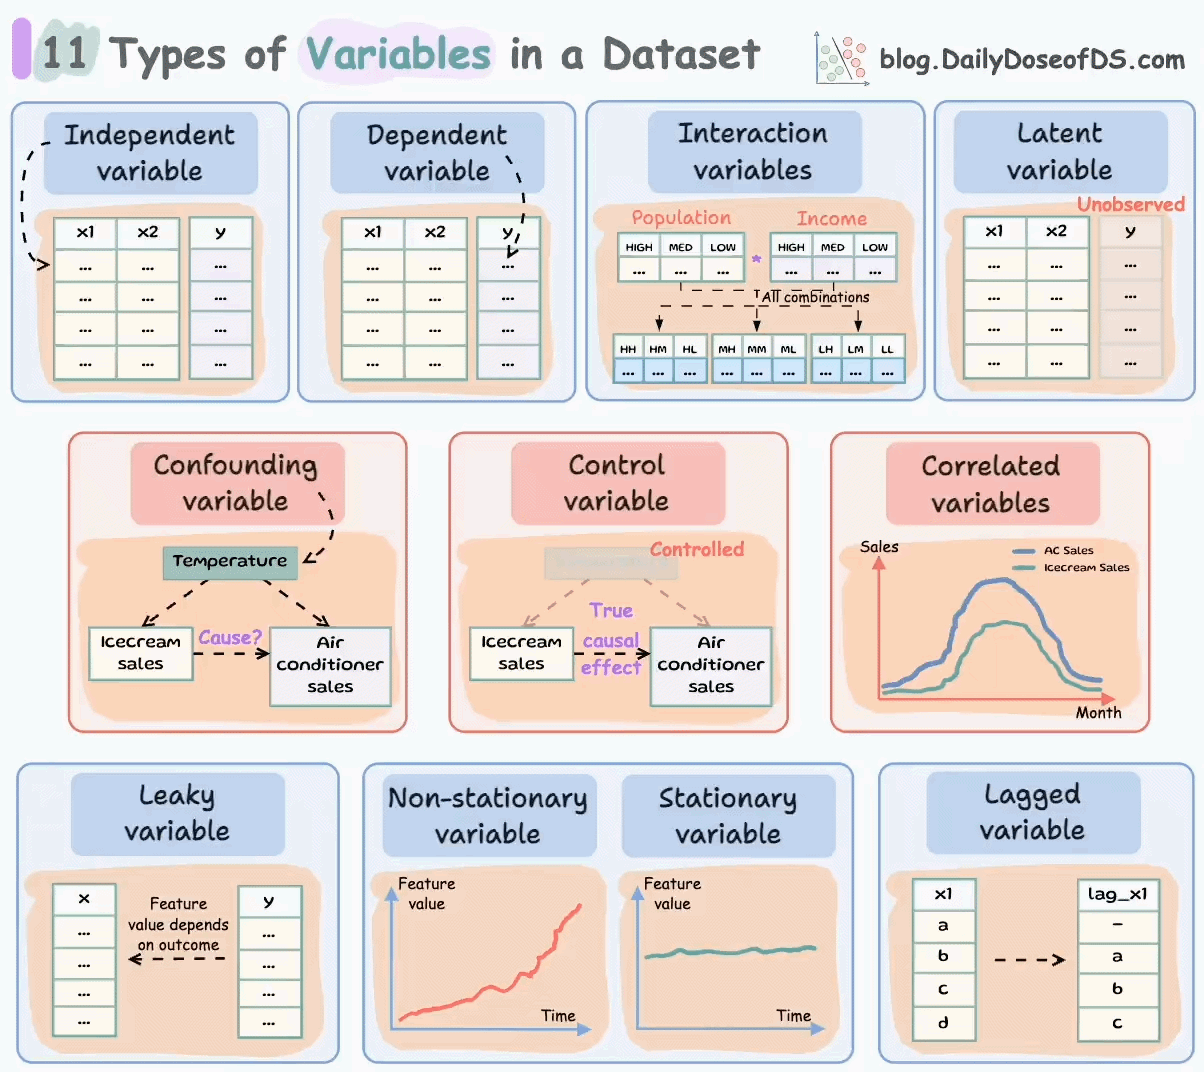 11 Types of Variables in a Dataset
blog.DailyDoseofDS.com
Independent
variable
x1 x2 y
... ... ...
... ... ...
... ... ...
... ... ...
Dependent
variable
x1 x2 y
... ... ...
... ... ...
... ... ...
... ... ...
Interaction
variables
Population Income
HIGH MED LOW * HIGH MED LOW
... ... ... ... ... ...
All combinations
HH HM HL MH MM ML LH LM LL
... ... ... ... ... ... ... ... ...
Latent
variable
Unobserved
x1 x2 y
... ... ...
... ... ...
... ... ...
... ... ...
Confounding
variable
Temperature
Icecream
sales
Cause?
Air
conditioner
sales
Control
variable
Controlled
Icecream
sales
True
causal
effect
Air
conditioner
sales
Correlated
variables
Sales
AC Sales
Icecream Sales
Month
Leaky
variable
x
...
...
...
...
Feature
value depends
on outcome
y
...
...
...
...
Non-stationary
variable
Feature
value
Time
Stationary
variable
Feature
value
Time
Lagged
variable
x1 lag_x1
a –
b a
c b
d c